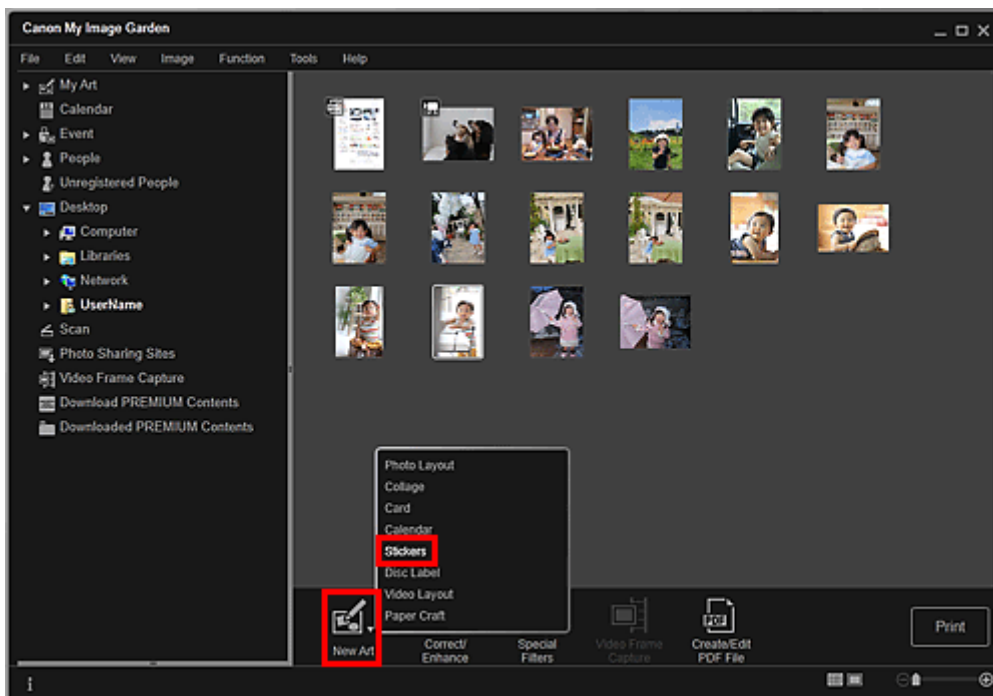 Canon My Image Garden
File Edit View Image Function Tools Help
My Art
Calendar
Event
People
Unregistered People
Desktop
Computer
Libraries
Network
UserName
Scan
Photo Sharing Sites
Video Frame Capture
Download PREMIUM Contents
Downloaded PREMIUM Contents
Photo Layout
Collage
Card
Calendar
Stickers
Disc Label
Video Layout
Paper Craft
New Art
Correct/
Enhance
Special
Filters
Video Frame
Capture
PDF
Create/Edit
PDF File
Print